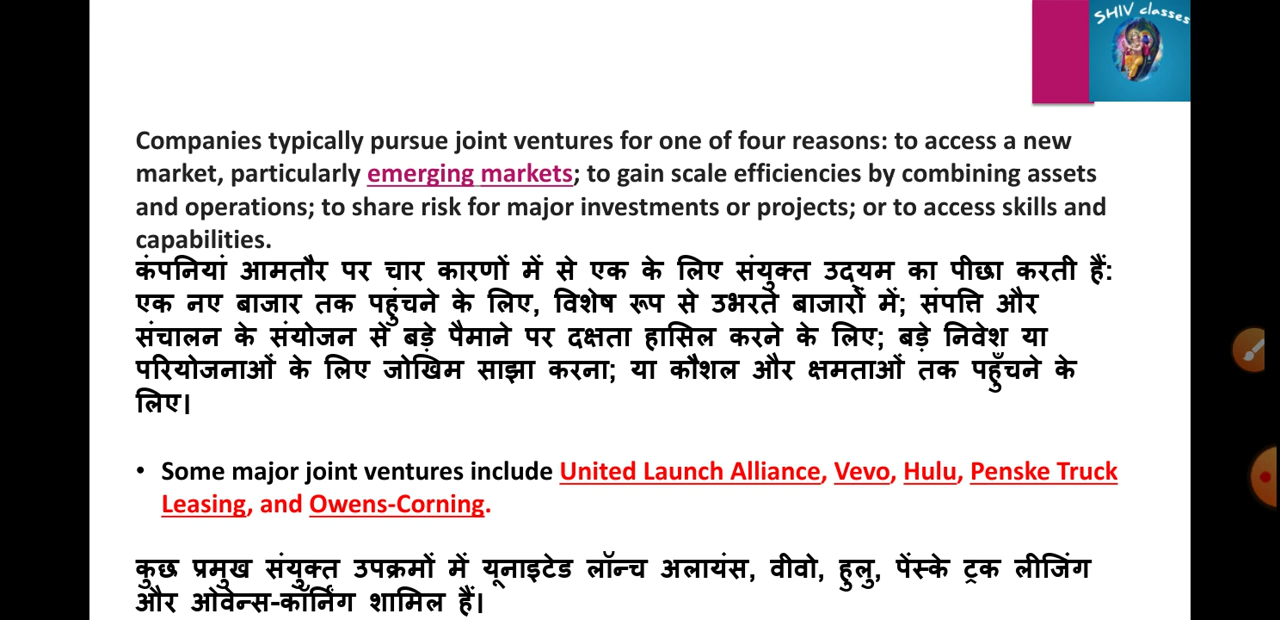 SHIV classes
Companies typically pursue joint ventures for one of four reasons: to access a new
market, particularly emerging markets; to gain scale efficiencies by combining assets
and operations; to share risk for major investments or projects; or to access skills and
capabilities.
कंपनियां आमतौर पर चार कारणों में से एक के लिए संयुक्त उद्यम का पीछा करती हैं:
एक नए बाजार तक पहुंचने के लिए, विशेष रूप से उभरते बाजारों में; संपत्ति और
संचालन के संयोजन से बड़े पैमाने पर दक्षता हासिल करने के लिए; बड़े निवेश या
परियोजनाओं के लिए जोखिम साझा करना; या कौशल और क्षमताओं तक पहुँचने के
लिए।
• Some major joint ventures include United Launch Alliance, Vevo, Hulu, Penske Truck
Leasing, and Owens-Corning.
कुछ प्रमुख संयुक्त उपक्रमों में यूनाइटेड लॉन्च अलायंस, वीवो, हुलु, पेंस्के ट्रक लीजिंग
और ओवेन्स-कॉर्निंग शामिल हैं।